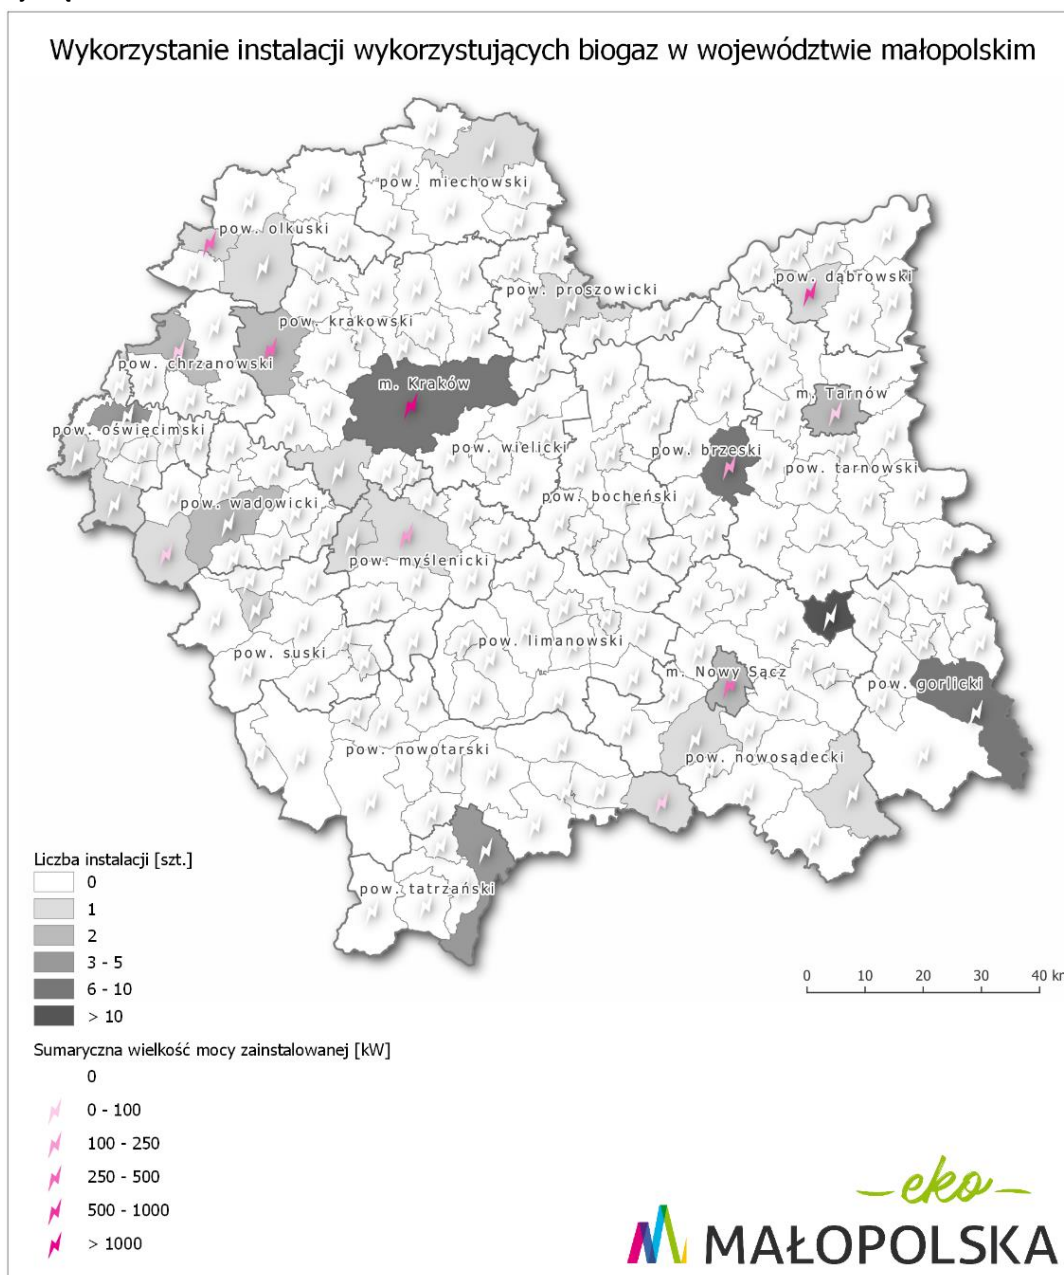 Wykorzystanie instalacji wykorzystujących biogaz w województwie małopolskim
pow. miechowski
pow. olkuski
pow. dąbrowski
pow. proszowicki
pow. krakowski
pow. chrzanowski
m. Kraków
m. Tarnów
pow. oświęcimski
pow. wielicki
pow. brzeski
pow. tarnowski
pow. bocheński
pow. wadowicki
pow. myślenicki
pow. limanowski
pow. suski
m. Nowy Sącz
pow. gorlicki
pow. nowotarski
pow. nowosądecki
pow. tatrzański
Liczba instalacji [szt.]
0
1
2
3 - 5
6 - 10
> 10
0 10 20 30 40 km
Sumaryczna wielkość mocy zainstalowanej [kW]
0
0 - 100
100 - 250
250 - 500
500 - 1000
> 1000
eko
MAŁOPOLSKA